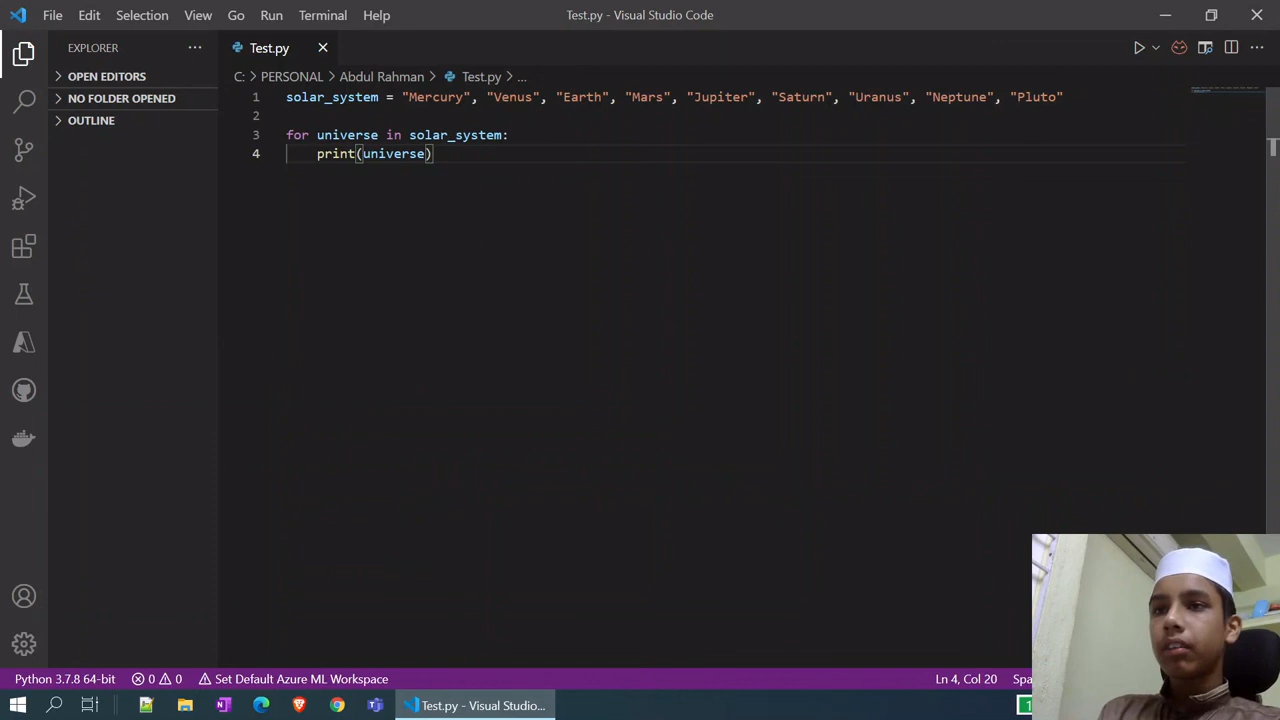 File Edit Selection View Go Run Terminal Help Test.py - Visual Studio Code
EXPLORER
Test.py
OPEN EDITORS
C: > PERSONAL > Abdul Rahman > Test.py > ...
NO FOLDER OPENED
OUTLINE
1 solar_system = "Mercury", "Venus", "Earth", "Mars", "Jupiter", "Saturn", "Uranus", "Neptune", "Pluto"
2
3 for universe in solar_system:
4 print(universe)
Python 3.7.8 64-bit 0 0 Set Default Azure ML Workspace Ln 4, Col 20
Test.py - Visual Studio...